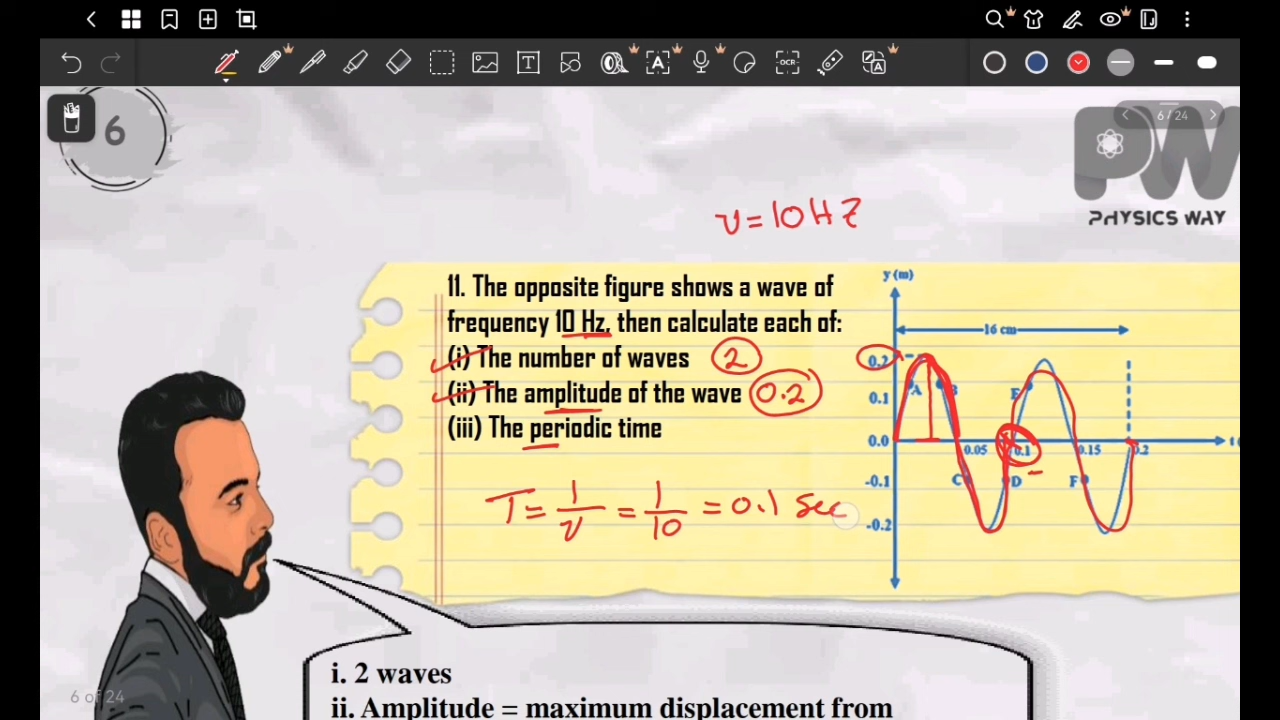 OCR
6
6/24
PW
PHYSICS WAY
ν = 10 HZ
11. The opposite figure shows a wave of
frequency 10 Hz, then calculate each of:
(i) The number of waves 2
(ii) The amplitude of the wave 0.2
(iii) The periodic time
T = 1/ν = 1/10 = 0.1 sec
y (m)
16 cm
0.2
0.1
0.0
-0.1
-0.2
A
B
C
D
E
F
0.05
0.1
0.15
0.2
i. 2 waves
ii. Amplitude = maximum displacement from
6 of 24